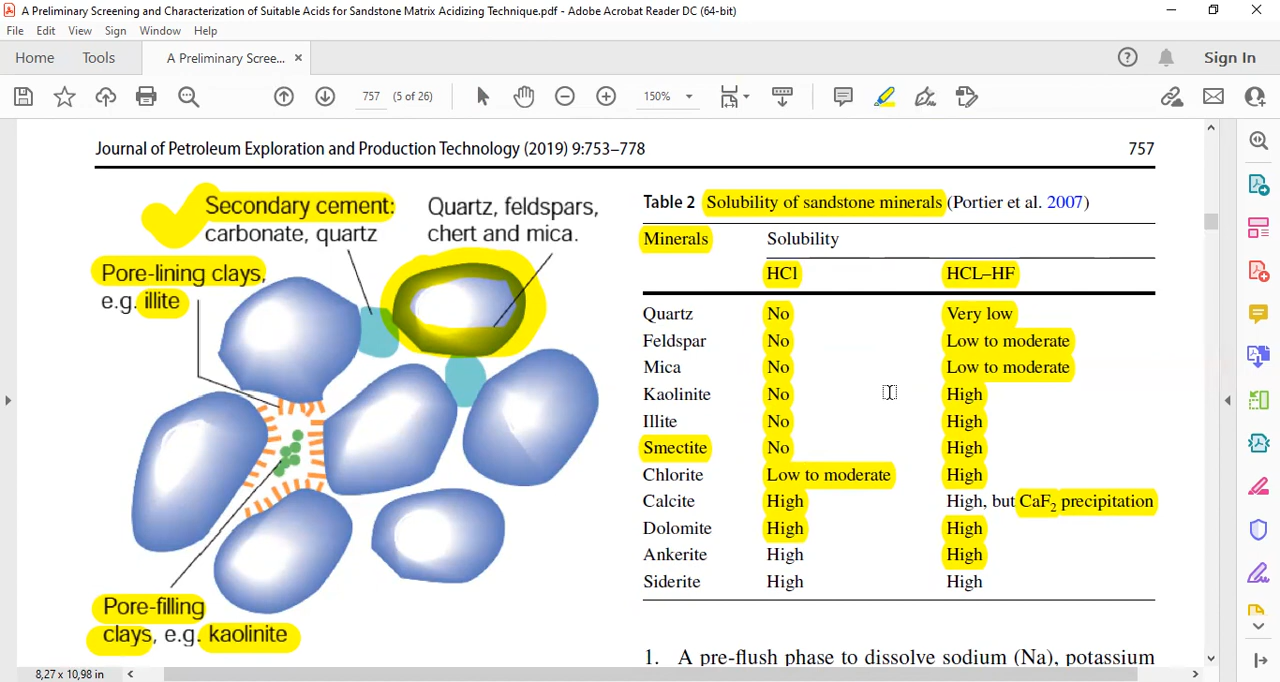 A Preliminary Screening and Characterization of Suitable Acids for Sandstone Matrix Acidizing Technique.pdf - Adobe Acrobat Reader DC (64-bit)
File Edit View Sign Window Help
Home Tools A Preliminary Scree... × Sign In
757 (5 of 26) 150%
Journal of Petroleum Exploration and Production Technology (2019) 9:753–778 757
Secondary cement:
carbonate, quartz
Quartz, feldspars,
chert and mica.
Pore-lining clays,
e.g. illite
Pore-filling
clays, e.g. kaolinite
Table 2 Solubility of sandstone minerals (Portier et al. 2007)
Minerals Solubility
HCl HCL–HF
Quartz No Very low
Feldspar No Low to moderate
Mica No Low to moderate
Kaolinite No High
Illite No High
Smectite No High
Chlorite Low to moderate High
Calcite High High, but CaF₂ precipitation
Dolomite High High
Ankerite High High
Siderite High High
1. A pre-flush phase to dissolve sodium (Na), potassium
8,27 x 10,98 in